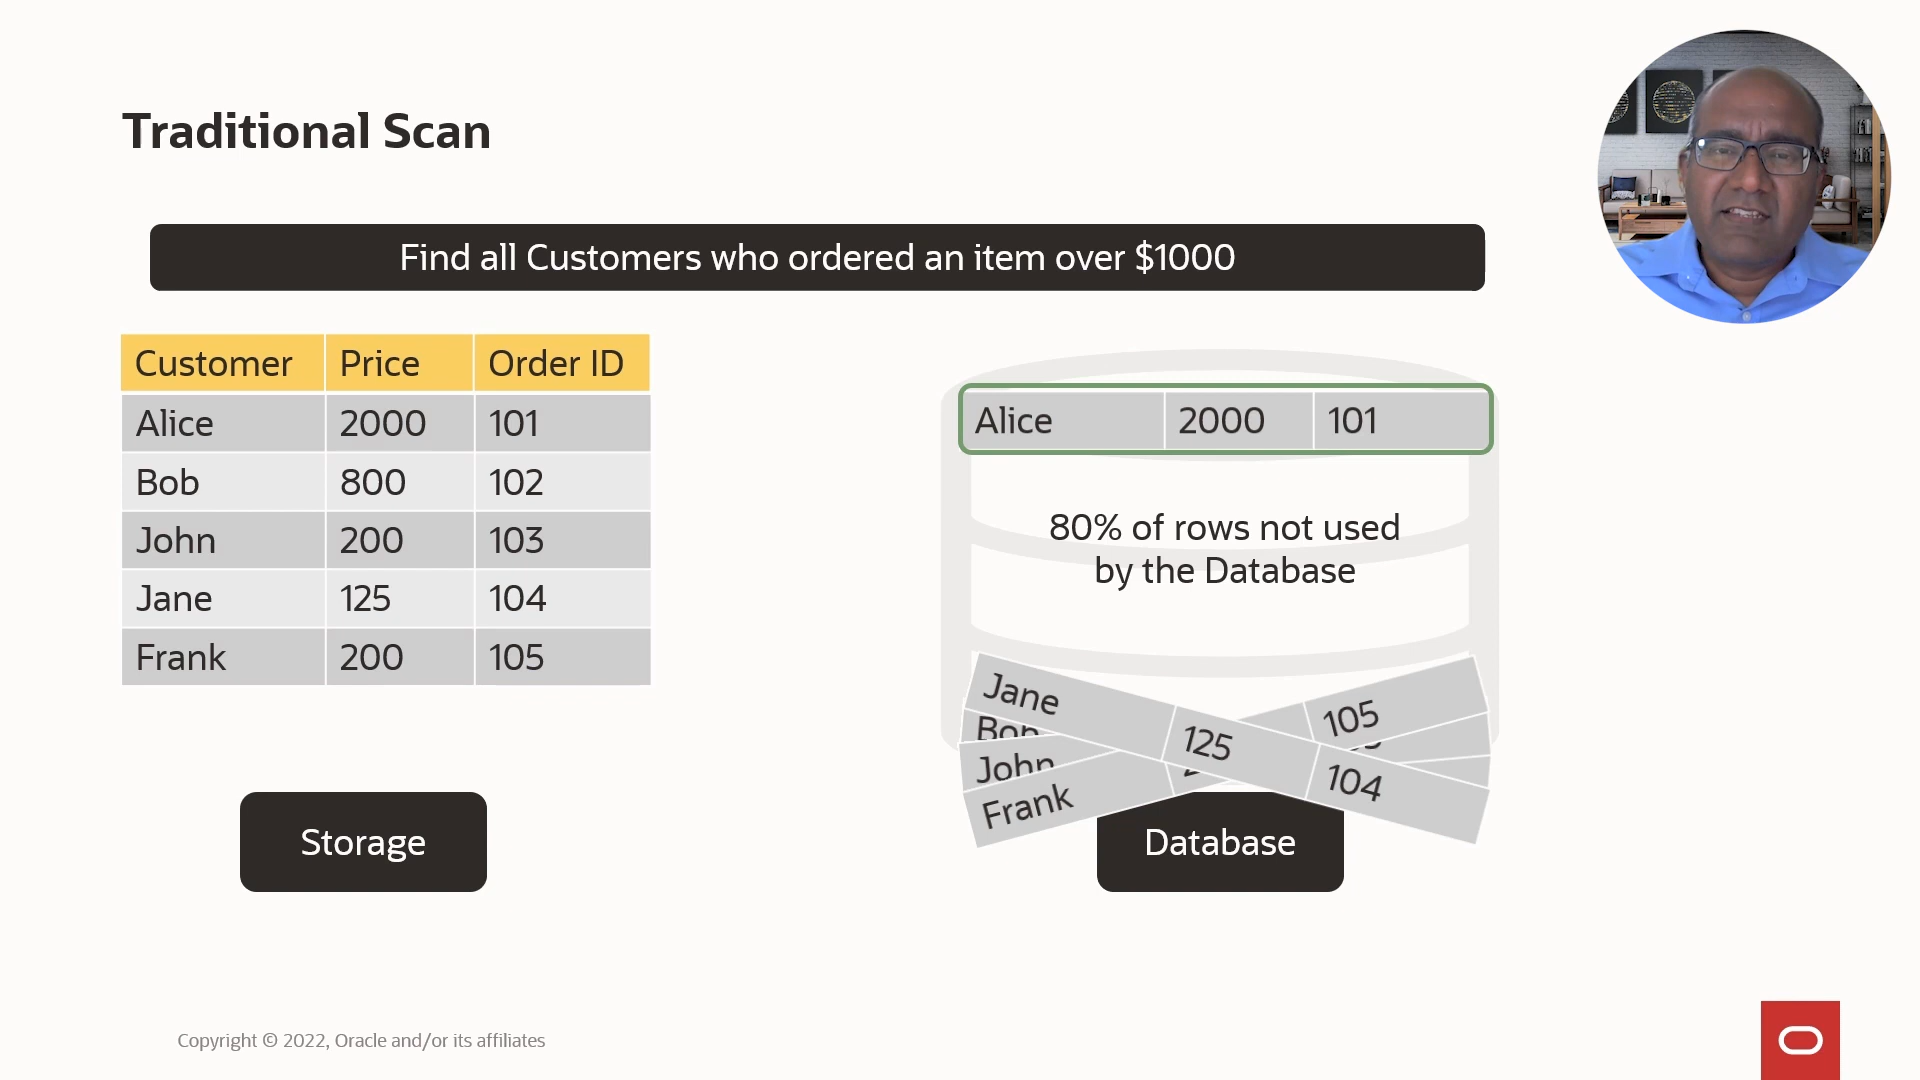 Traditional Scan
Find all Customers who ordered an item over $1000
Customer Price Order ID
Alice 2000 101
Bob 800 102
John 200 103
Jane 125 104
Frank 200 105
Alice 2000 101
80% of rows not used
by the Database
Jane 125 104
Bob
John
Frank 105
Storage
Database
Copyright © 2022, Oracle and/or its affiliates